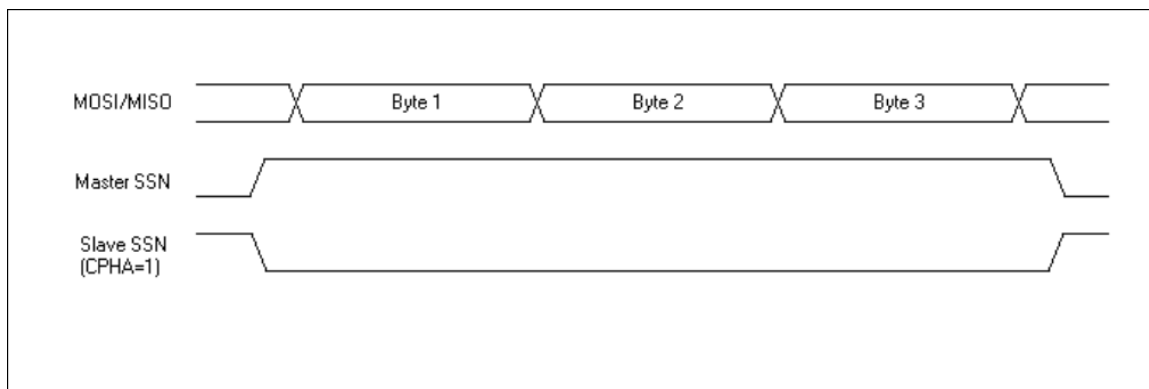 MOSI/MISO
Byte 1
Byte 2
Byte 3
Master SSN
Slave SSN
(CPHA=1)